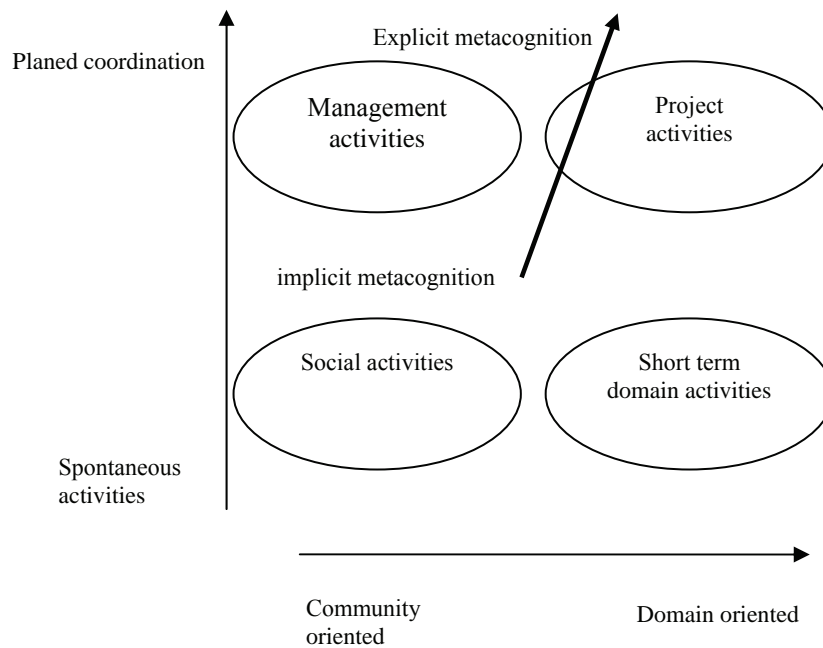 Explicit metacognition
Planed coordination
Management
activities
Project
activities
implicit metacognition
Social activities
Short term
domain activities
Spontaneous
activities
Community
oriented
Domain oriented